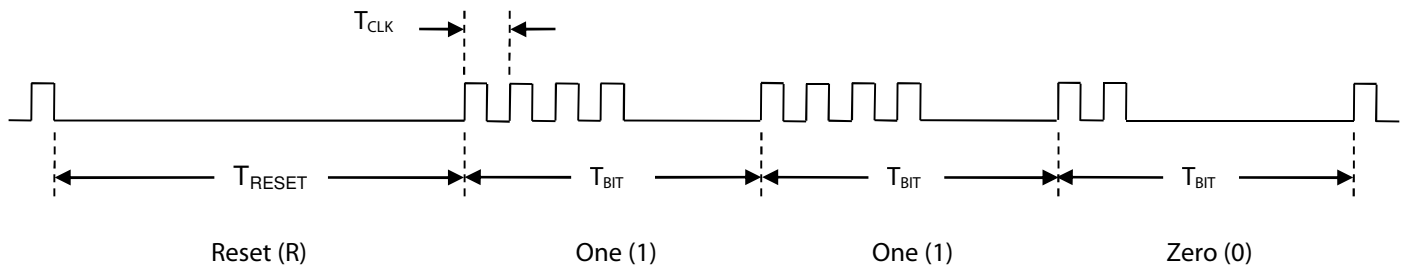 TCLK
TRESET TBIT TBIT TBIT
Reset (R) One (1) One (1) Zero (0)